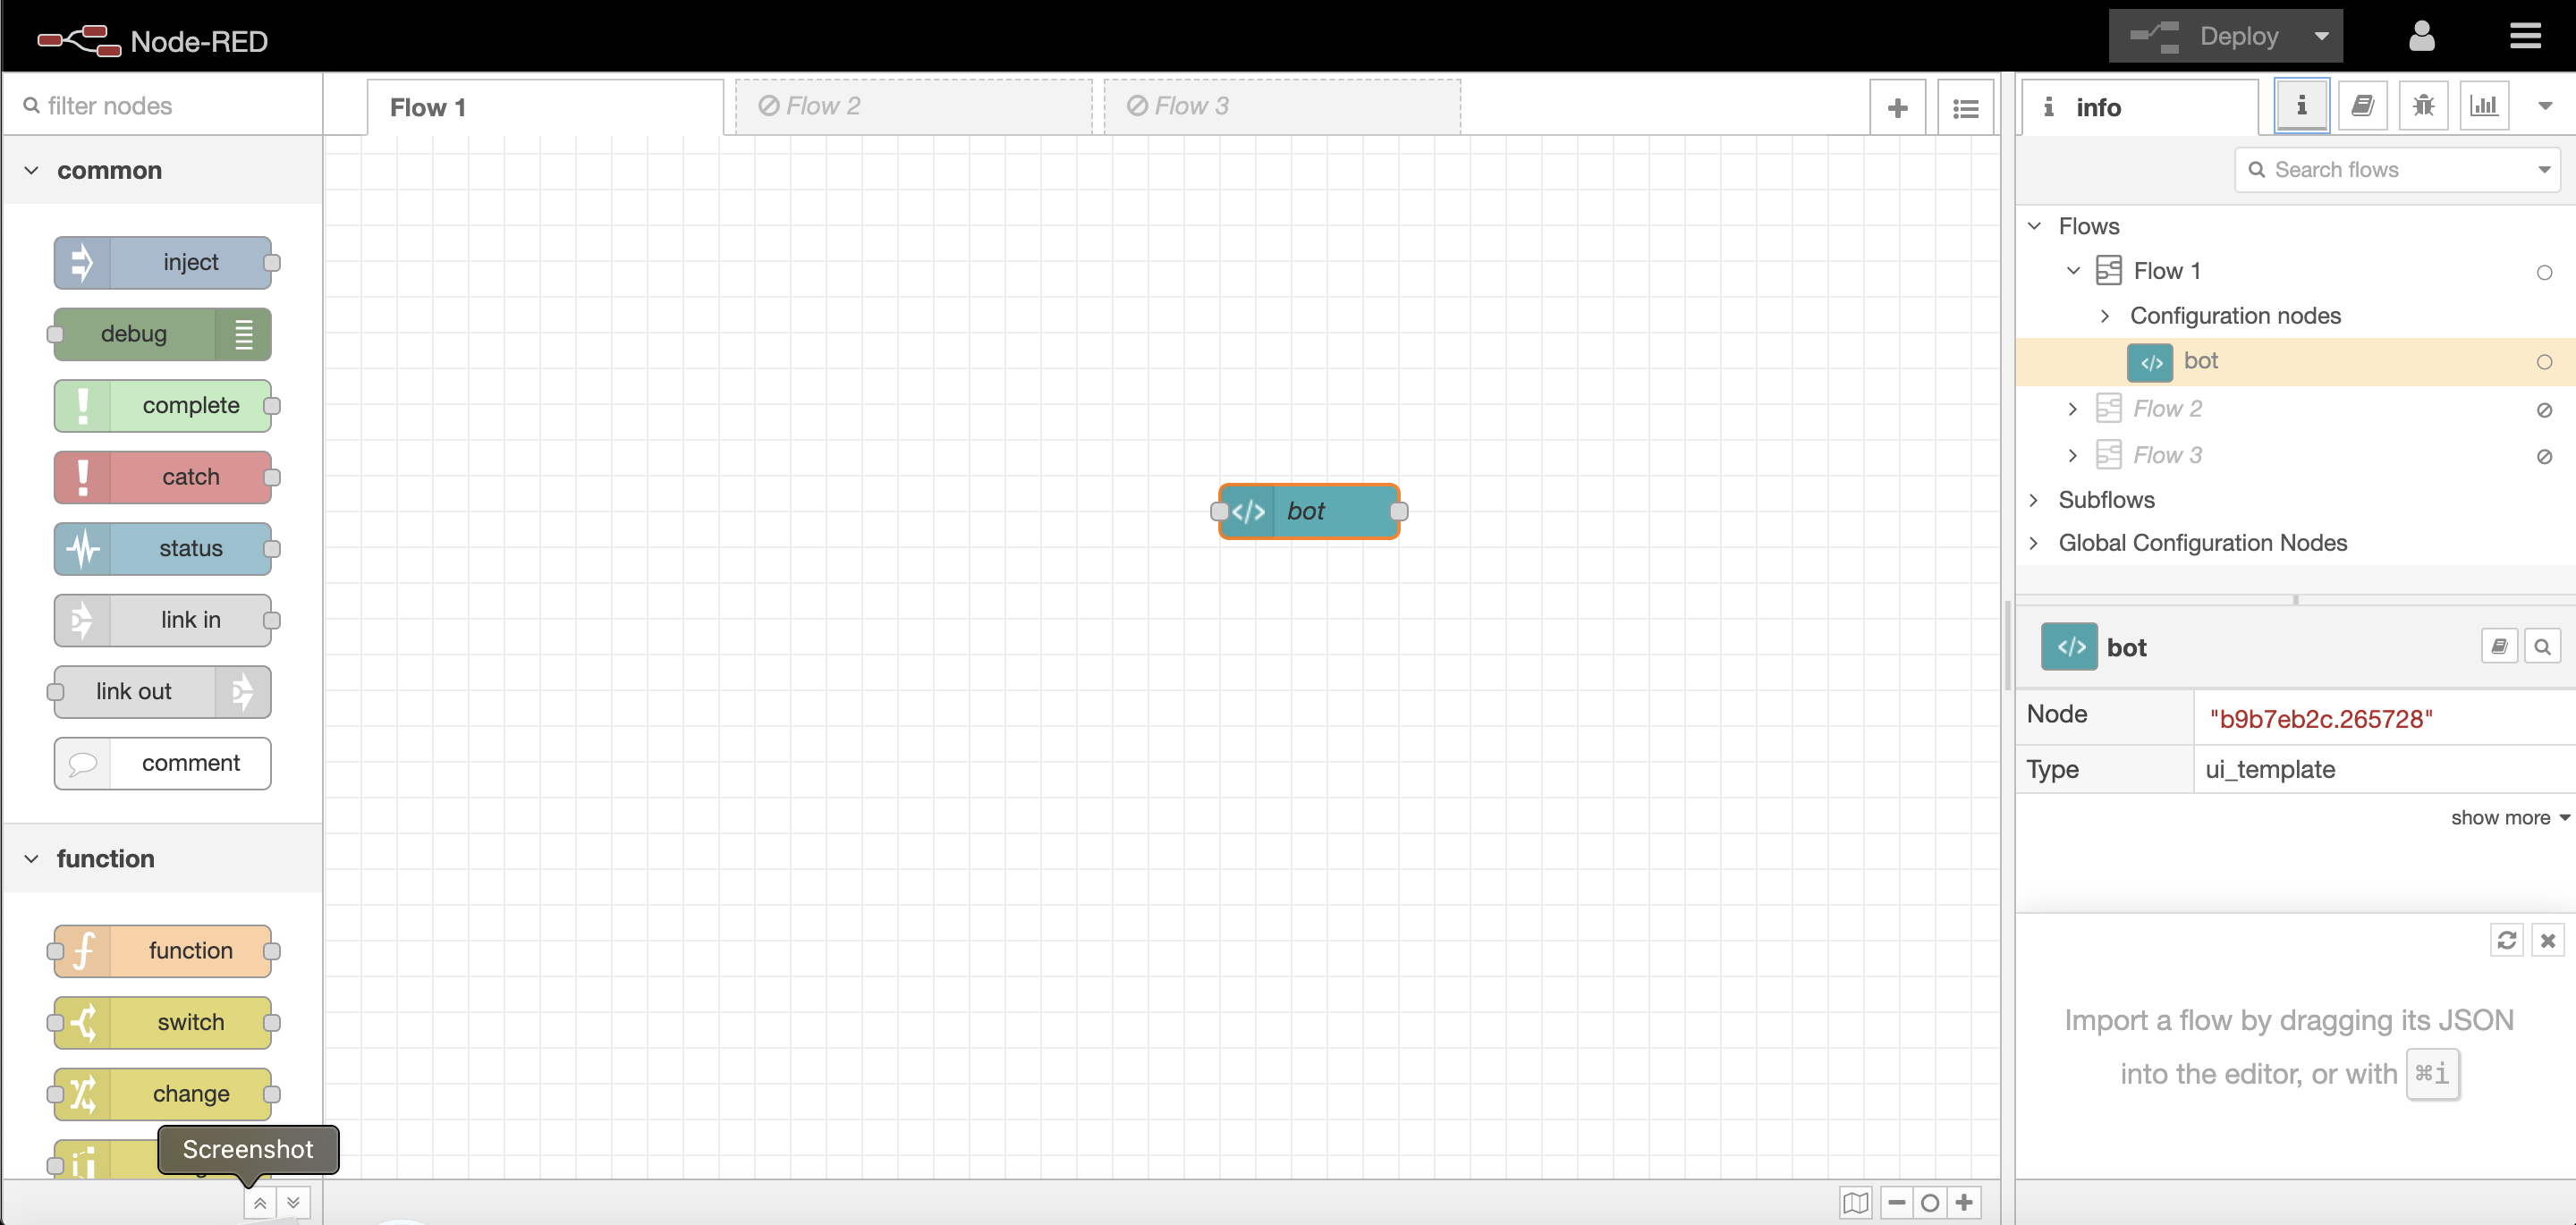 Node-RED
Deploy
filter nodes
Flow 1
Flow 2
Flow 3
info
common
Search flows
inject
debug
complete
catch
status
link in
link out
comment
function
function
switch
change
Screenshot
bot
Flows
Flow 1
Configuration nodes
bot
Flow 2
Flow 3
Subflows
Global Configuration Nodes
bot
Node "b9b7eb2c.265728"
Type ui_template
show more
Import a flow by dragging its JSON
into the editor, or with ⌘i